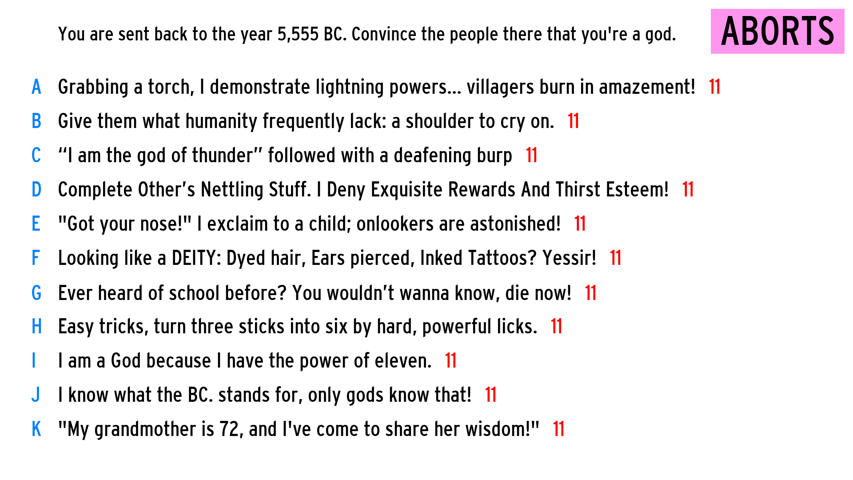 You are sent back to the year 5,555 BC. Convince the people there that you're a god.
ABORTS
A Grabbing a torch, I demonstrate lightning powers... villagers burn in amazement! 11
B Give them what humanity frequently lack: a shoulder to cry on. 11
C “I am the god of thunder” followed with a deafening burp 11
D Complete Other’s Nettling Stuff. I Deny Exquisite Rewards And Thirst Esteem! 11
E "Got your nose!" I exclaim to a child; onlookers are astonished! 11
F Looking like a DEITY: Dyed hair, Ears pierced, Inked Tattoos? Yessir! 11
G Ever heard of school before? You wouldn’t wanna know, die now! 11
H Easy tricks, turn three sticks into six by hard, powerful licks. 11
I I am a God because I have the power of eleven. 11
J I know what the BC. stands for, only gods know that! 11
K "My grandmother is 72, and I've come to share her wisdom!" 11